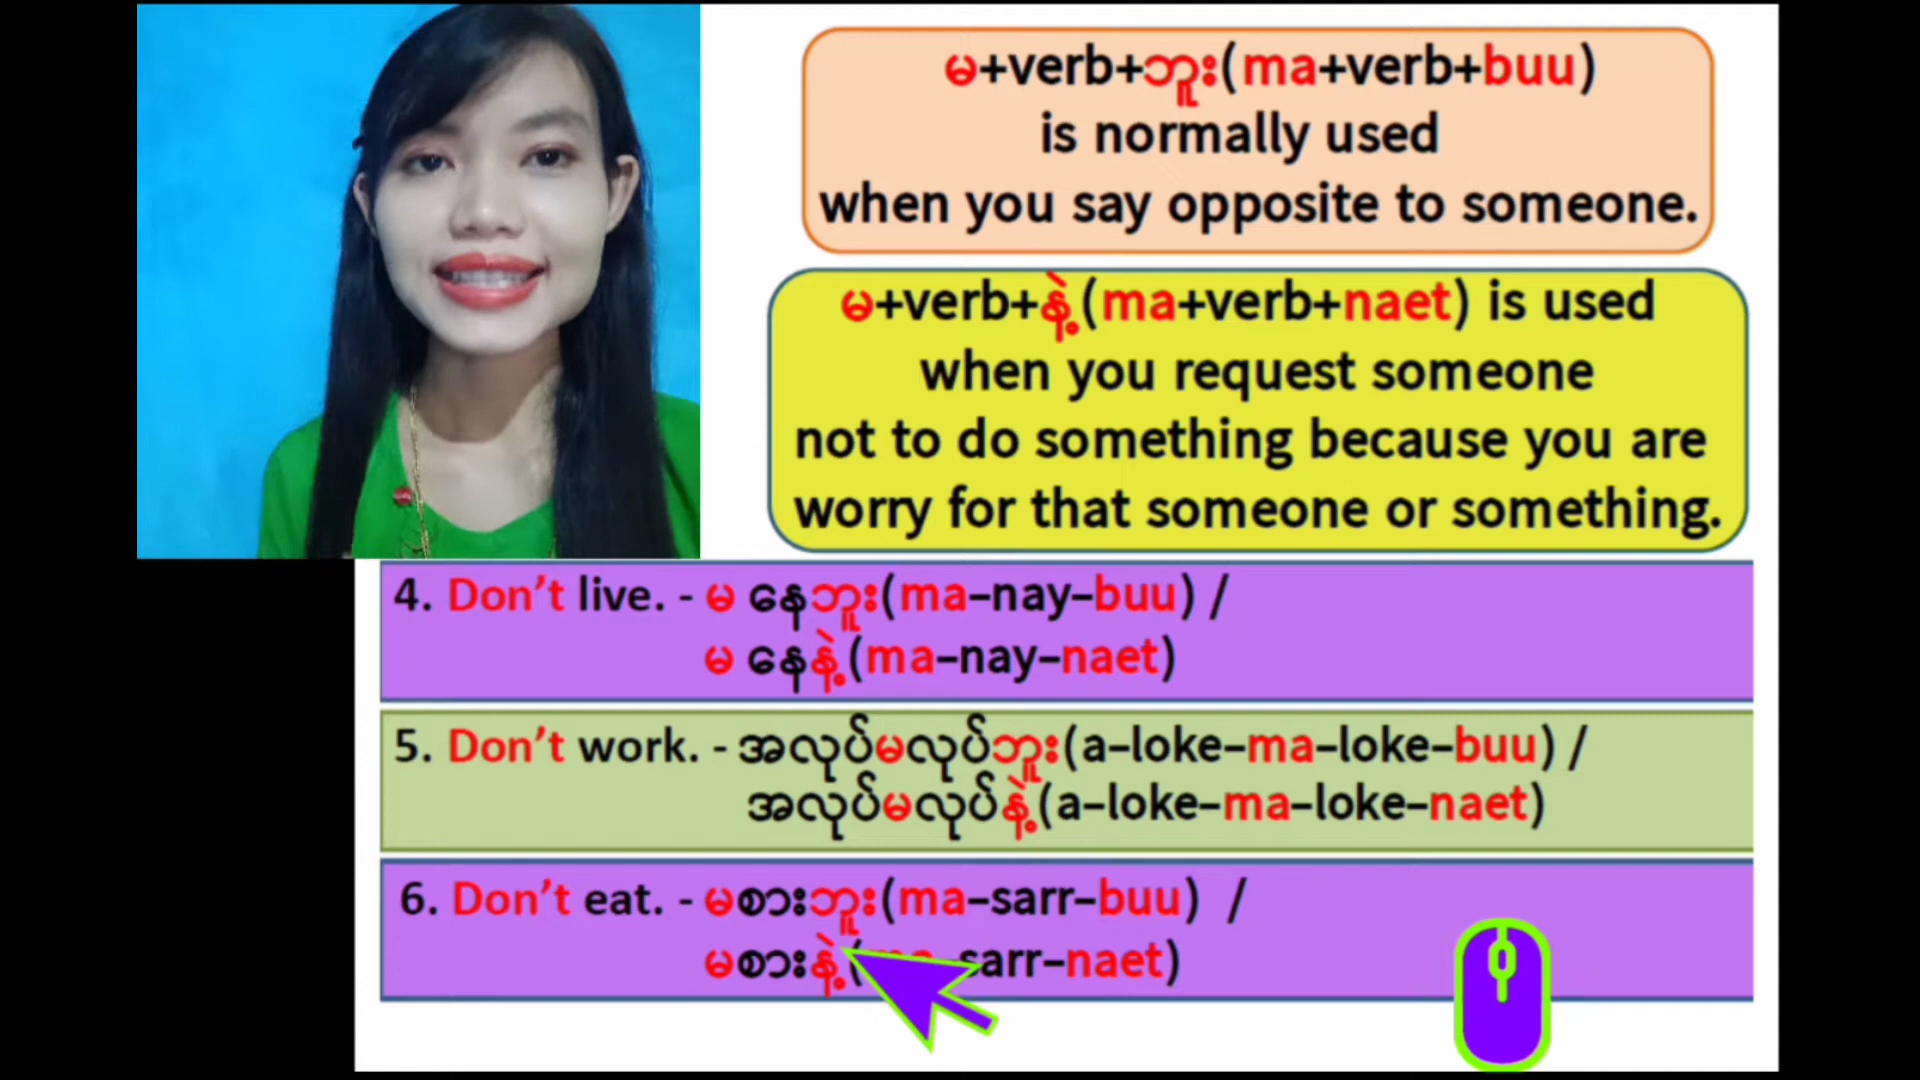 မ+verb+ဘူး(ma+verb+buu)
is normally used
when you say opposite to someone.
မ+verb+နဲ့(ma+verb+naet) is used
when you request someone
not to do something because you are
worry for that someone or something.
4. Don’t live. - မ နေဘူး(ma–nay–buu) /
မ နေနဲ့(ma–nay–naet)
5. Don’t work. - အလုပ်မလုပ်ဘူး(a–loke–ma–loke–buu) /
အလုပ်မလုပ်နဲ့(a–loke–ma–loke–naet)
6. Don’t eat. - မစားဘူး(ma–sarr–buu) /
မစားနဲ့(ma–sarr–naet)